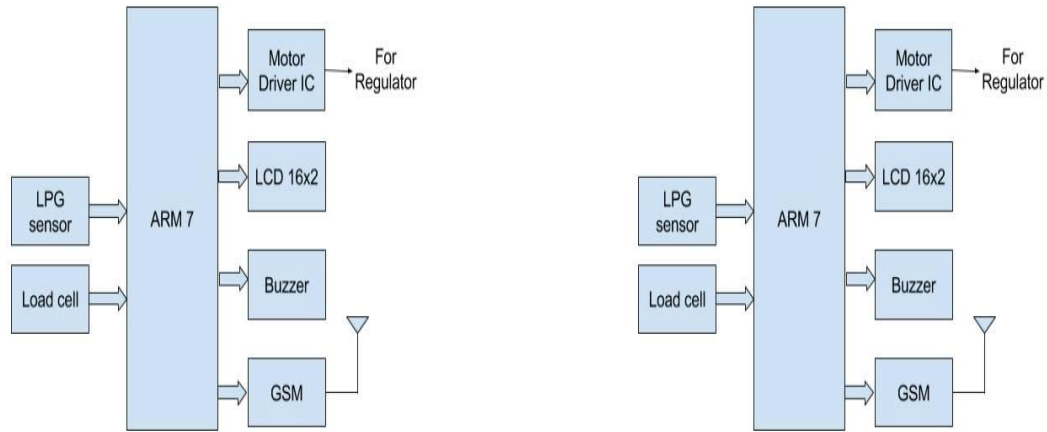 Motor
Driver IC
For
Regulator
LCD 16x2
LPG
sensor
ARM 7
Load cell
Buzzer
GSM
Motor
Driver IC
For
Regulator
LCD 16x2
LPG
sensor
ARM 7
Load cell
Buzzer
GSM